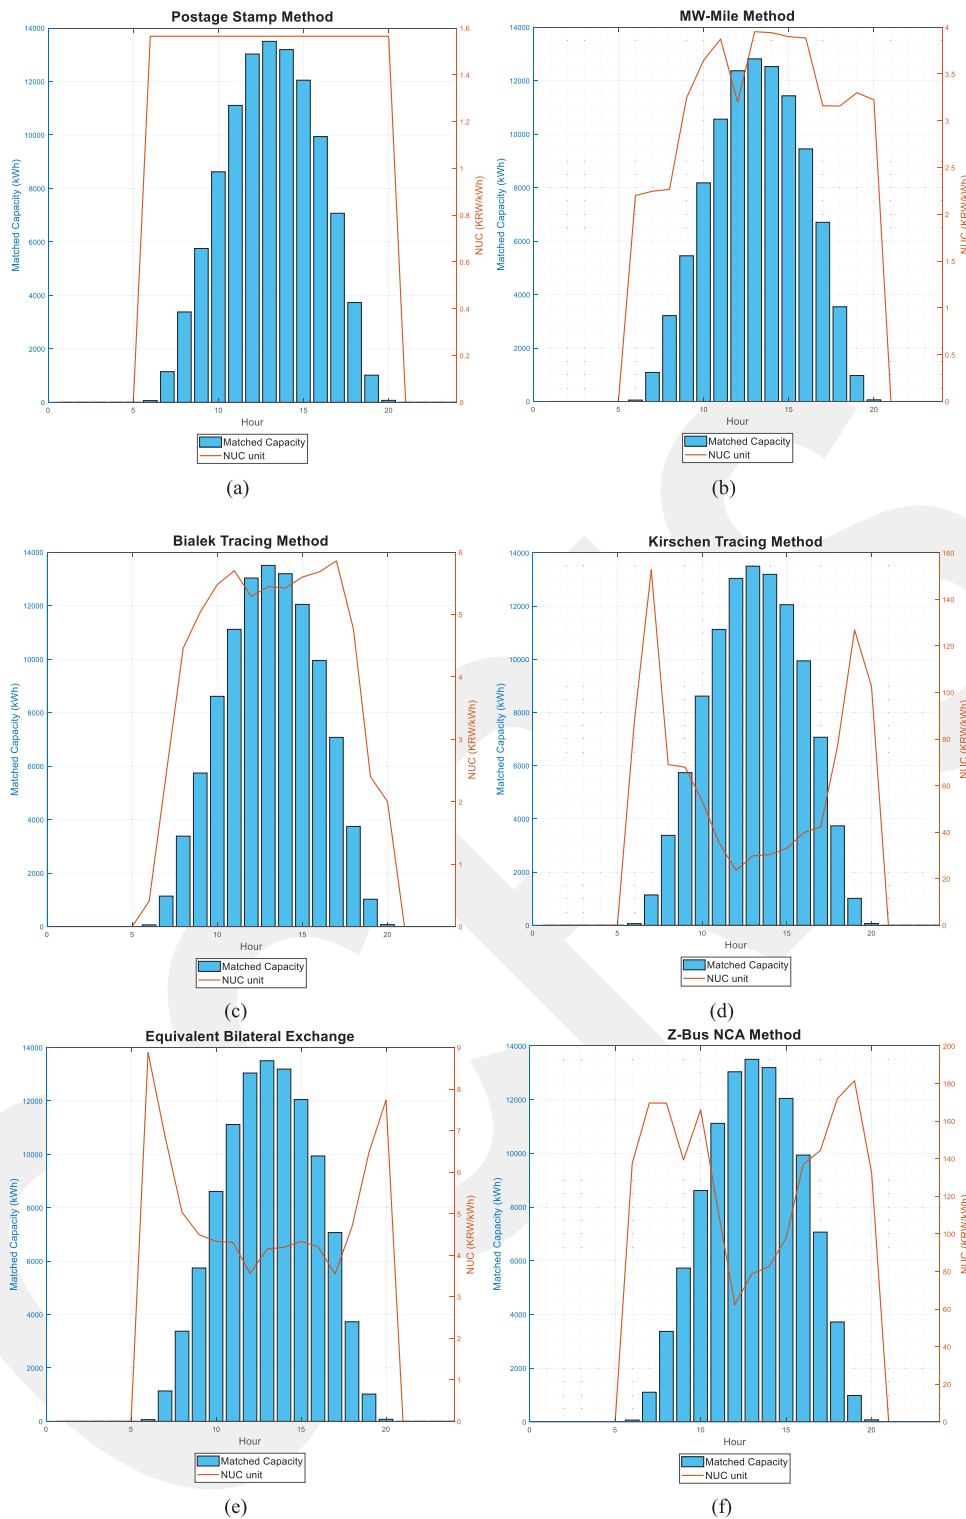 Postage Stamp Method
14000
12000
10000
8000
6000
4000
2000
0
Matched Capacity (kWh)
1.6
1.4
1.2
1
0.8
0.6
0.4
0.2
0
NUC (KRW/kWh)
0 5 10 15 20
Hour
Matched Capacity
NUC unit
(a)
MW-Mile Method
14000
12000
10000
8000
6000
4000
2000
0
Matched Capacity (kWh)
4
3.5
3
2.5
2
1.5
1
0.5
0
NUC (KRW/kWh)
0 5 10 15 20
Hour
Matched Capacity
NUC unit
(b)
Bialek Tracing Method
14000
12000
10000
8000
6000
4000
2000
0
Matched Capacity (kWh)
6
5
4
3
2
1
0
NUC (KRW/kWh)
0 5 10 15 20
Hour
Matched Capacity
NUC unit
(c)
Kirschen Tracing Method
14000
12000
10000
8000
6000
4000
2000
0
Matched Capacity (kWh)
160
140
120
100
80
60
40
20
0
NUC (KRW/kWh)
0 5 10 15 20
Hour
Matched Capacity
NUC unit
(d)
Equivalent Bilateral Exchange
14000
12000
10000
8000
6000
4000
2000
0
Matched Capacity (kWh)
9
8
7
6
5
4
3
2
1
0
NUC (KRW/kWh)
0 5 10 15 20
Hour
Matched Capacity
NUC unit
(e)
Z-Bus NCA Method
14000
12000
10000
8000
6000
4000
2000
0
Matched Capacity (kWh)
200
180
160
140
120
100
80
60
40
20
0
NUC (KRW/kWh)
0 5 10 15 20
Hour
Matched Capacity
NUC unit
(f)